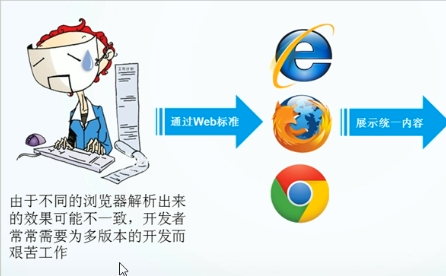 通过Web标准
展示统一内容
由于不同的浏览器解析出来
的效果可能不一致，开发者
常常需要为多版本的开发而
艰苦工作